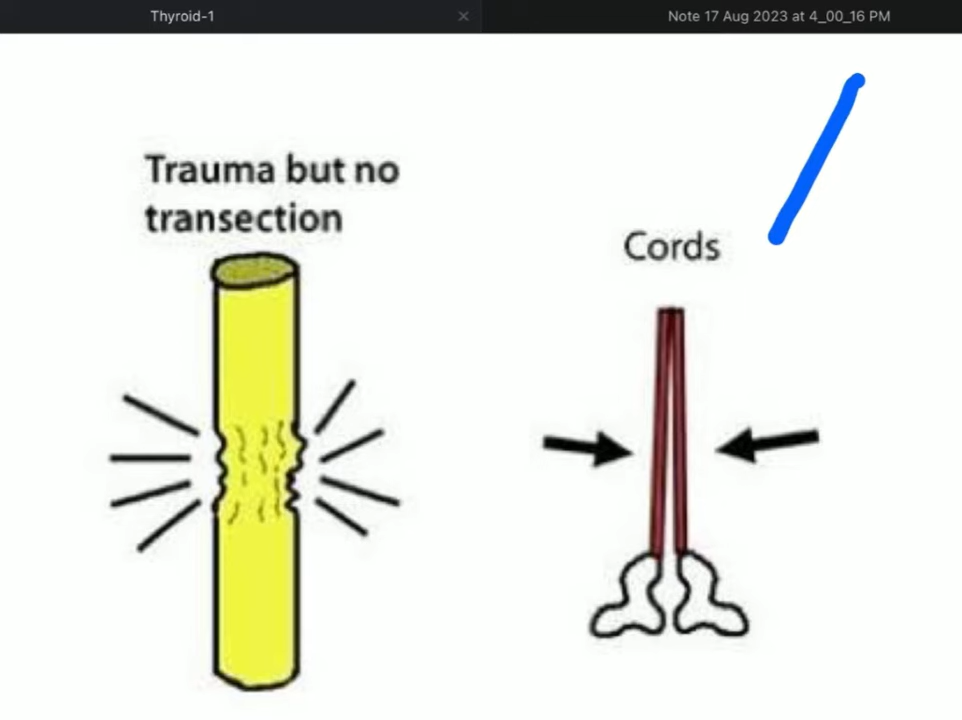 Thyroid-1
Note 17 Aug 2023 at 4_00_16 PM
Trauma but no
transection
Cords